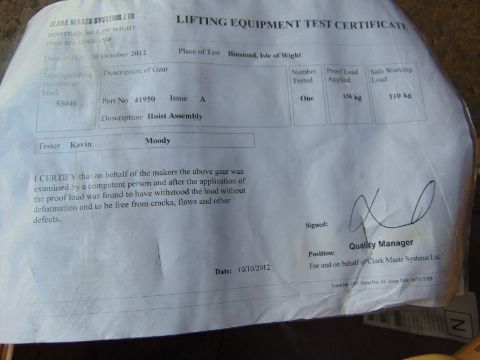 CLARK MASTS SYSTEMS LTD
LIFTING EQUIPMENT TEST CERTIFICATE
BINSTEAD, ISLE OF WIGHT
ENGLAND
Date of Test 10 October 2012 Place of Test Binstead, Isle of Wight
Distinguishing Number or Mark
Description of Gear
Number Tested
Proof Load Applied
Safe Working Load
53046
Part No 41950 Issue A
One
136 kg
110 kg
Description Hoist Assembly
Tester Kevin Moody
I CERTIFY that on behalf of the makers the above gear was
examined by a competent person and after the application of
the proof load was found to have withstood the load without
deformation and to be free from cracks, flaws and other
defects.
Signed:
Position: Quality Manager
For and on behalf of Clark Masts Systems Ltd.
Date: 10/10/2012
N